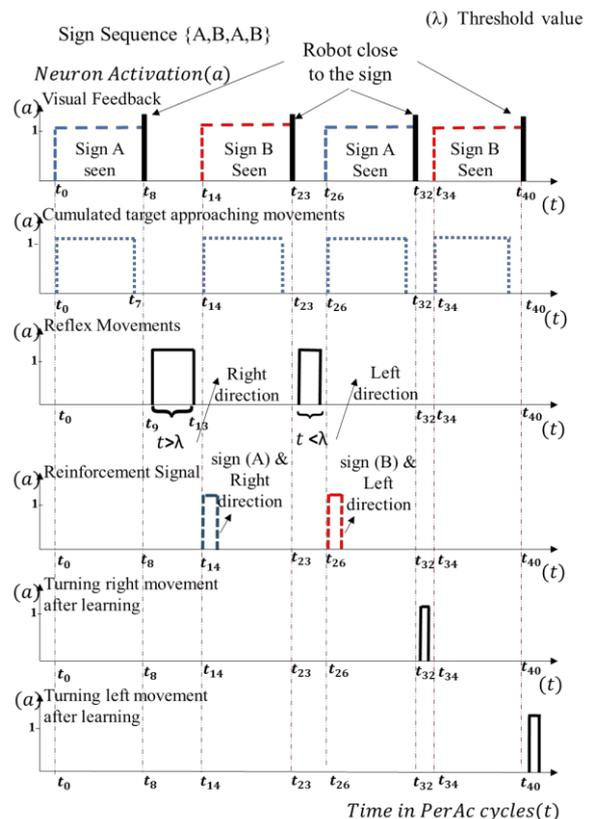 (λ) Threshold value
Sign Sequence {A,B,A,B}
Robot close
to the sign
Neuron Activation(a)
(a) Visual Feedback
1
Sign A
seen
Sign B
Seen
Sign A
seen
Sign B
Seen
t0 t8 t14 t23 t26 t32 t34 t40 (t)
(a) Cumulated target approaching movements
1
t0 t7 t14 t23 t26 t32 t34 t40 (t)
(a) Reflex Movements
1
Right
direction
Left
direction
t0 t9 t13 t32 t34 t40 (t)
t>λ
t <λ
(a) Reinforcement Signal
1
sign (A) &
Right
direction
sign (B) &
Left
direction
t0 t8 t14 t23 t26 t32 t34 t40 (t)
(a) Turning right movement
after learning
1
t0 t8 t14 t23 t26 t32 t34 t40
(t)
(a) Turning left movement
after learning
1
t0 t8 t14 t23 t26 t32 t34 t40
Time in PerAc cycles(t)